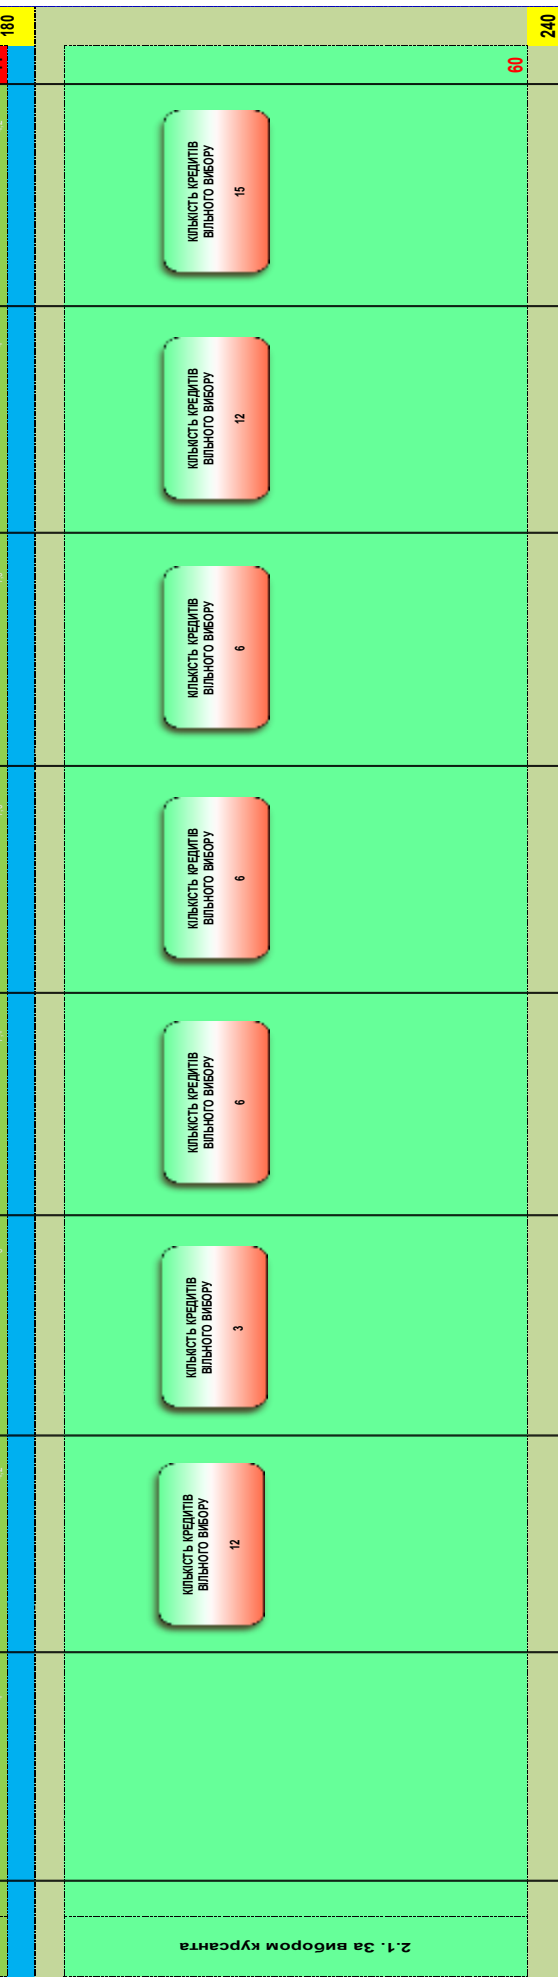 180
2.1. За вибором курсанта
КІЛЬКІСТЬ КРЕДИТІВ
ВІЛЬНОГО ВИБОРУ
12
КІЛЬКІСТЬ КРЕДИТІВ
ВІЛЬНОГО ВИБОРУ
3
КІЛЬКІСТЬ КРЕДИТІВ
ВІЛЬНОГО ВИБОРУ
6
КІЛЬКІСТЬ КРЕДИТІВ
ВІЛЬНОГО ВИБОРУ
6
КІЛЬКІСТЬ КРЕДИТІВ
ВІЛЬНОГО ВИБОРУ
6
КІЛЬКІСТЬ КРЕДИТІВ
ВІЛЬНОГО ВИБОРУ
12
КІЛЬКІСТЬ КРЕДИТІВ
ВІЛЬНОГО ВИБОРУ
15
60
240